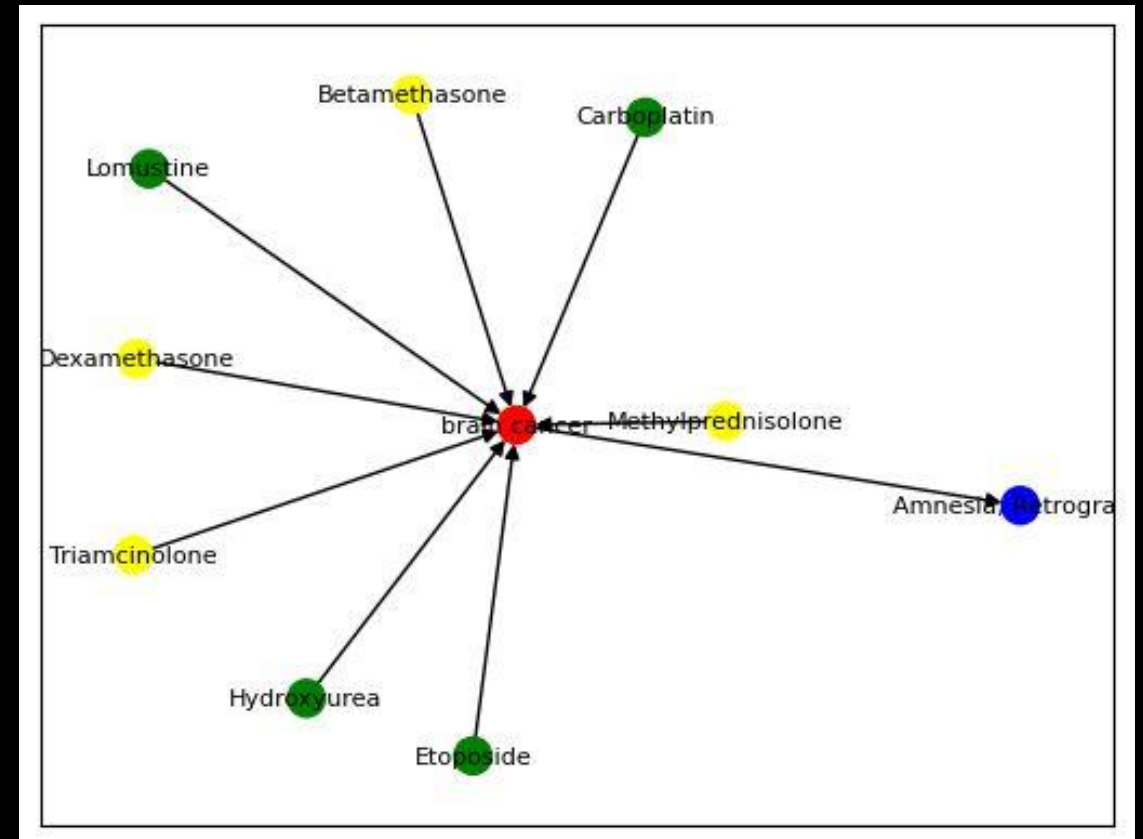 Betamethasone
Carboplatin
Lomustine
Dexamethasone
brain cancer
Methylprednisolone
Amnesia, Retrogra
Triamcinolone
Hydroxyurea
Etoposide